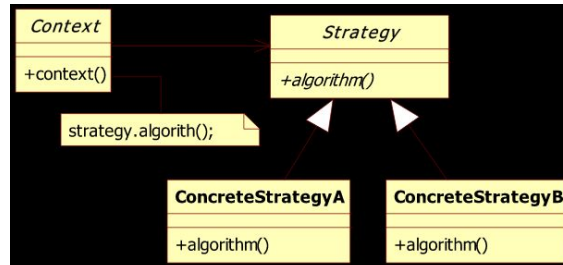 Context
+context()
Strategy
+algorithm()
strategy.algorith();
ConcreteStrategyA
+algorithm()
ConcreteStrategyB
+algorithm()